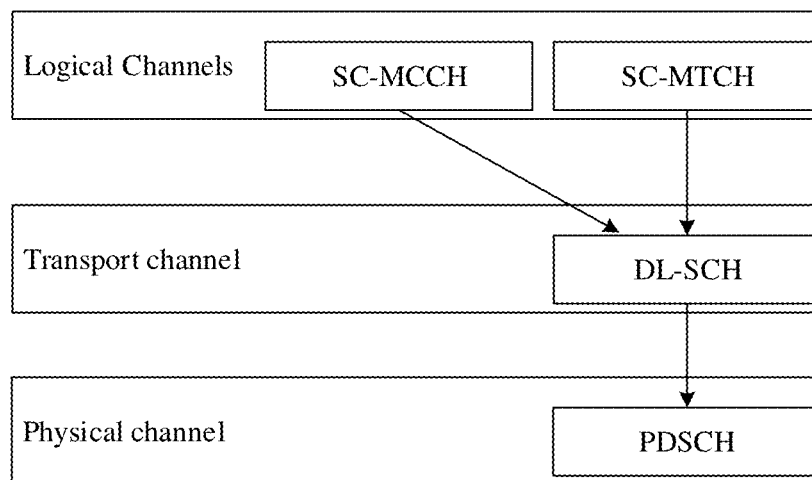 Logical Channels
SC-MCCH
SC-MTCH
Transport channel
DL-SCH
Physical channel
PDSCH